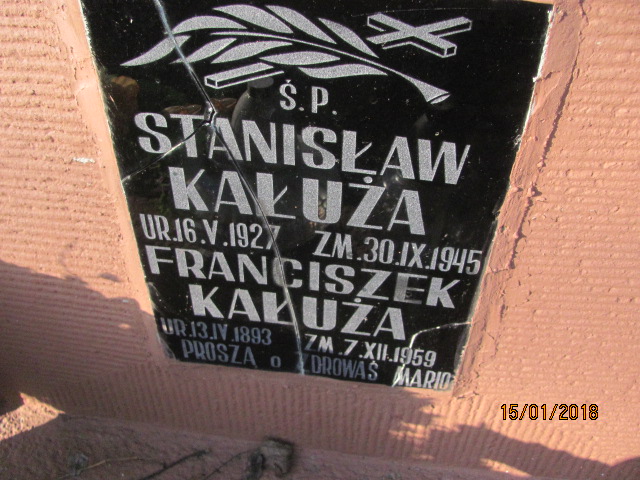 Ś.P.
STANISŁAW
KAŁUŻA
UR.16.V.1927 ZM.30.IX.1945
FRANCISZEK
KAŁUŻA
UR.13.IV.1893 ZM.7.XII.1959
PROSZĄ o ZDROWAŚ MARIO
15/01/2018